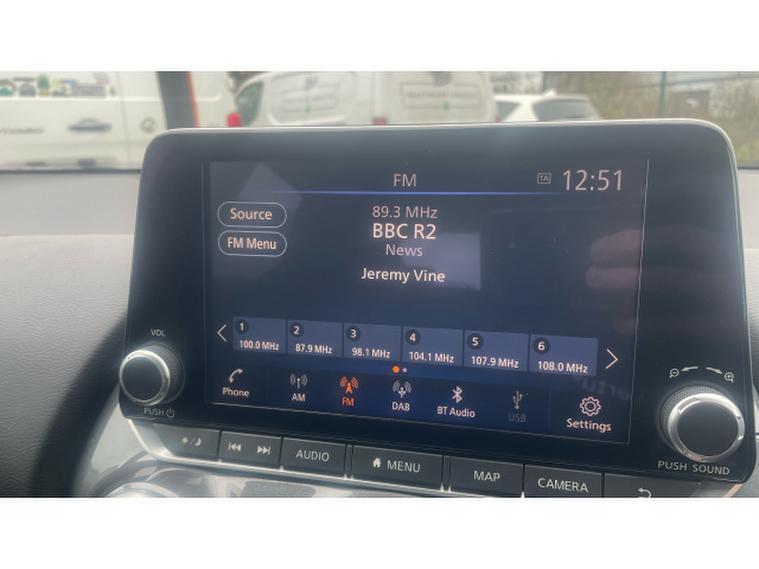 FM
TA 12:51
Source
89.3 MHz
BBC R2
FM Menu
News
Jeremy Vine
1 100.0 MHz
2 87.9 MHz
3 98.1 MHz
4 104.1 MHz
5 107.9 MHz
6 108.0 MHz
Phone
AM
FM
DAB
BT Audio
USB
Settings
VOL
PUSH
PUSH SOUND
AUDIO
MENU
MAP
CAMERA